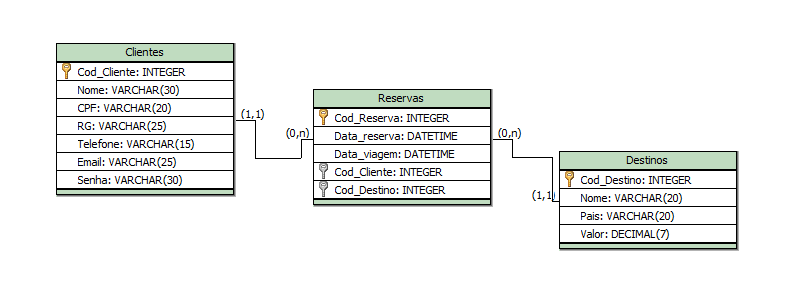 Clientes
Cod_Cliente: INTEGER
Nome: VARCHAR(30)
CPF: VARCHAR(20)
RG: VARCHAR(25)
Telefone: VARCHAR(15)
Email: VARCHAR(25)
Senha: VARCHAR(30)
(1,1)
(0,n)
Reservas
Cod_Reserva: INTEGER
Data_reserva: DATETIME
Data_viagem: DATETIME
Cod_Cliente: INTEGER
Cod_Destino: INTEGER
(0,n)
(1,1)
Destinos
Cod_Destino: INTEGER
Nome: VARCHAR(20)
Pais: VARCHAR(20)
Valor: DECIMAL(7)